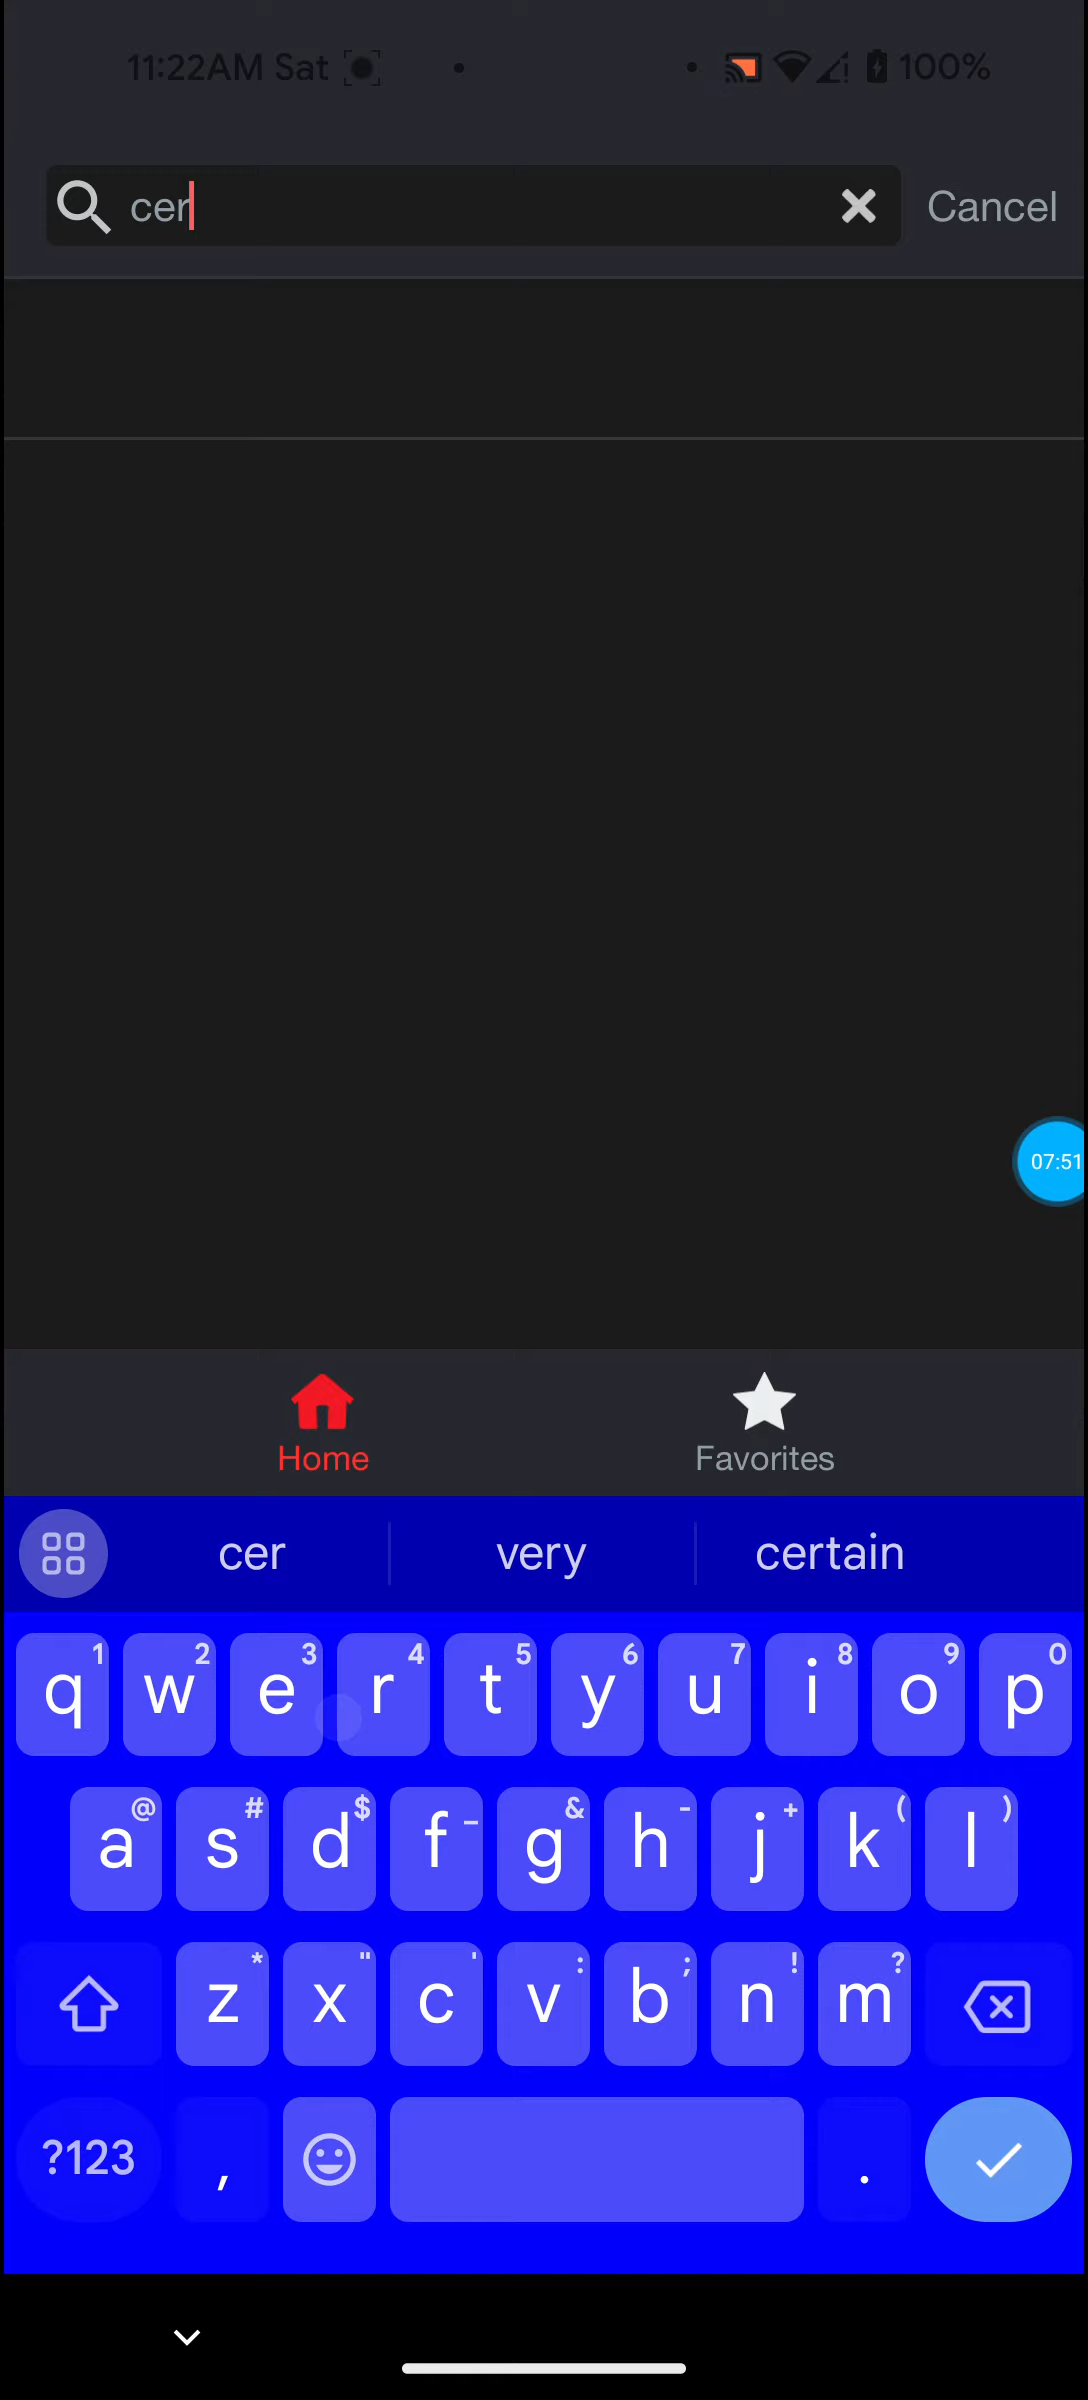 11:22AM Sat 100%
cer Cancel
07:51
Home Favorites
cer very certain
1 2 3 4 5 6 7 8 9 0
q w e r t y u i o p
@ # $ _ & - + ( )
a s d f g h j k l
* " ' : ; ! ?
z x c v b n m
?123 , .